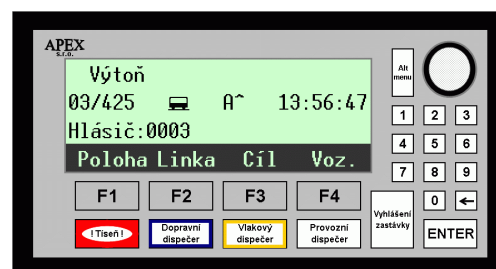 APEX
s.r.o.
Výtoň
03/425 A^ 13:56:47
Hlásič:0003
Poloha Linka Cíl Voz.
F1 F2 F3 F4
! Tíseň !
Dopravní
dispečer
Vlakový
dispečer
Provozní
dispečer
Alt
menu
1 2 3
4 5 6
7 8 9
0 ←
Vyhlášení
zastávky
ENTER